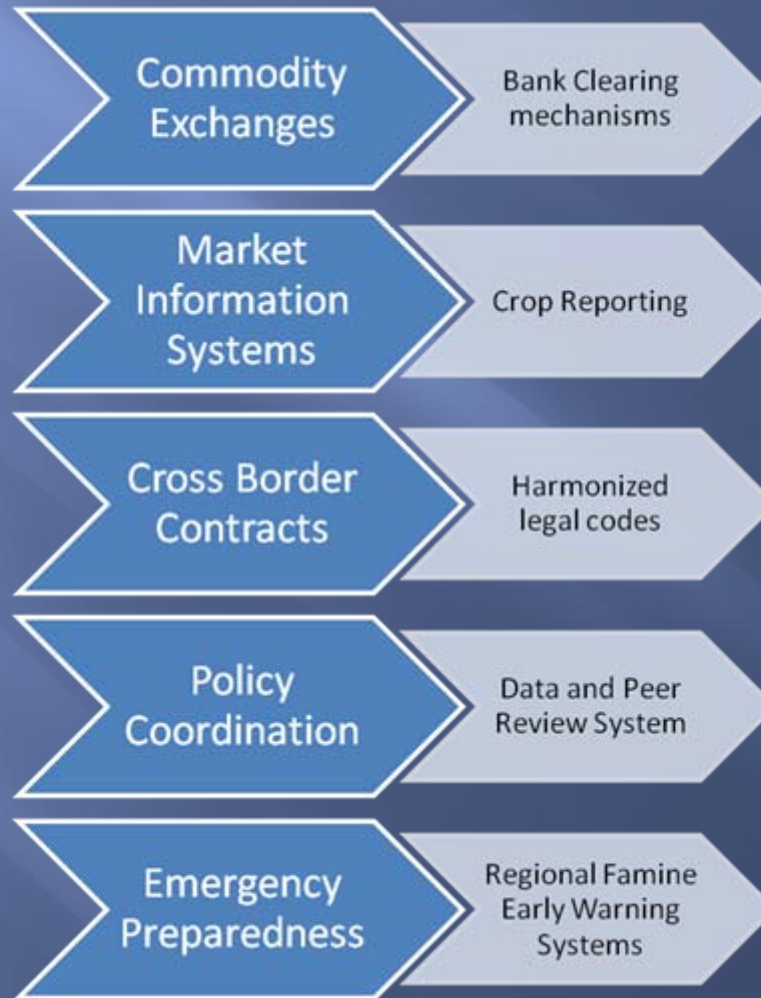 Commodity
Exchanges
Bank Clearing
mechanisms
Market
Information
Systems
Crop Reporting
Cross Border
Contracts
Harmonized
legal codes
Policy
Coordination
Data and Peer
Review System
Emergency
Preparedness
Regional Famine
Early Warning
Systems